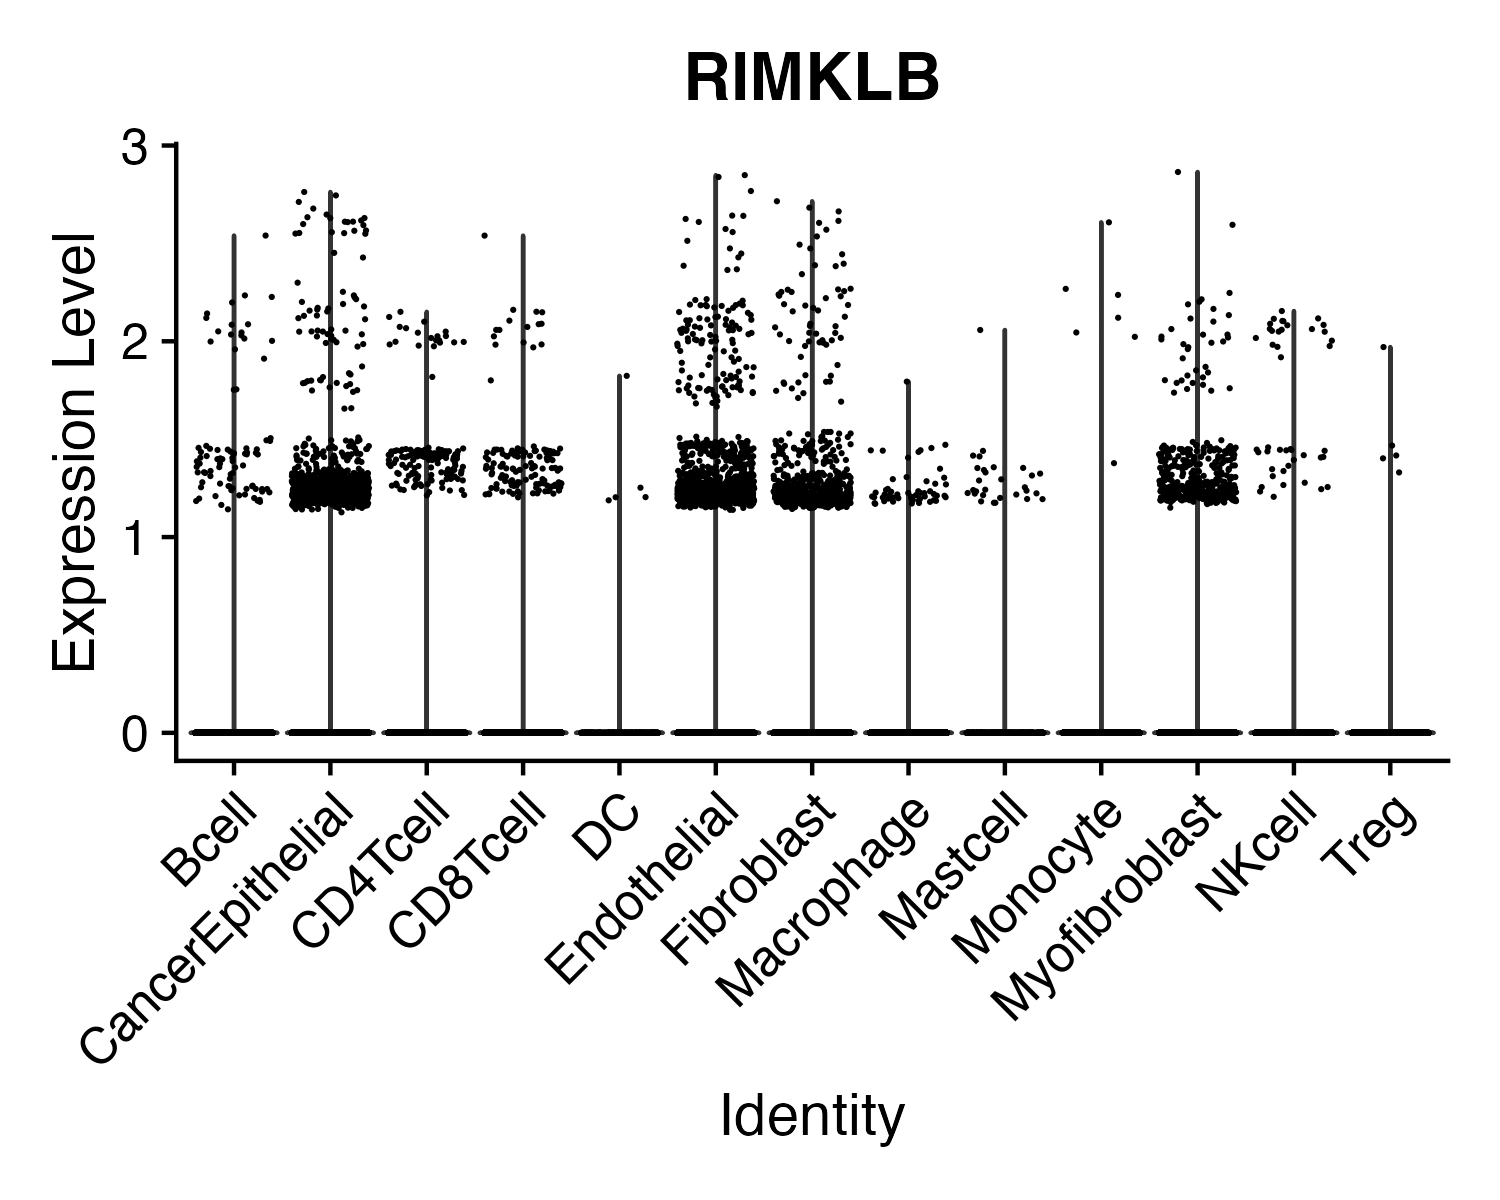 RIMKLB
Expression Level
3
2
1
0
Bcell
CancerEpithelial
CD4Tcell
CD8Tcell
DC
Endothelial
Fibroblast
Macrophage
Mastcell
Monocyte
Myofibroblast
NKcell
Treg
Identity